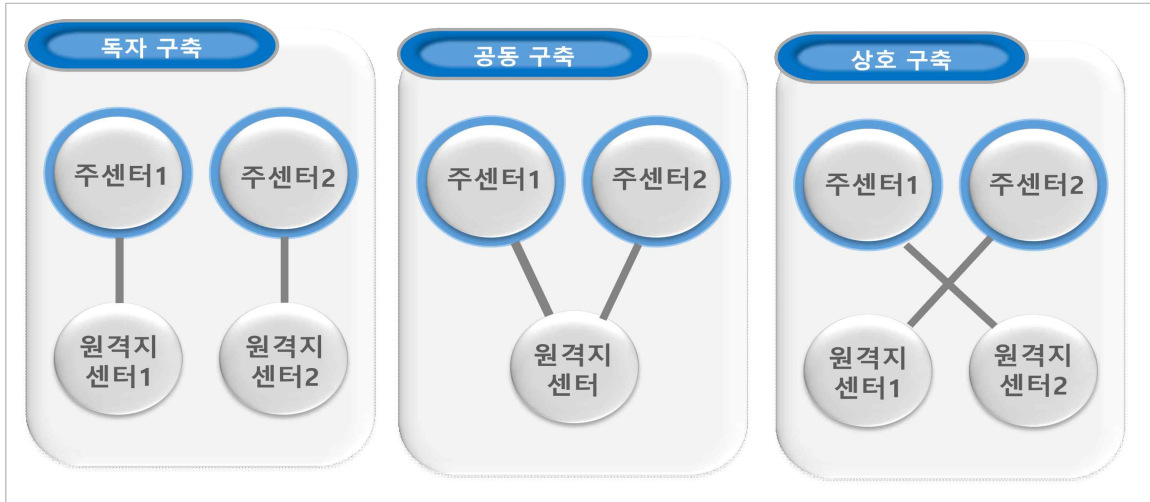 독자 구축
주센터1
주센터2
원격지
센터1
원격지
센터2
공동 구축
주센터1
주센터2
원격지
센터
상호 구축
주센터1
주센터2
원격지
센터1
원격지
센터2